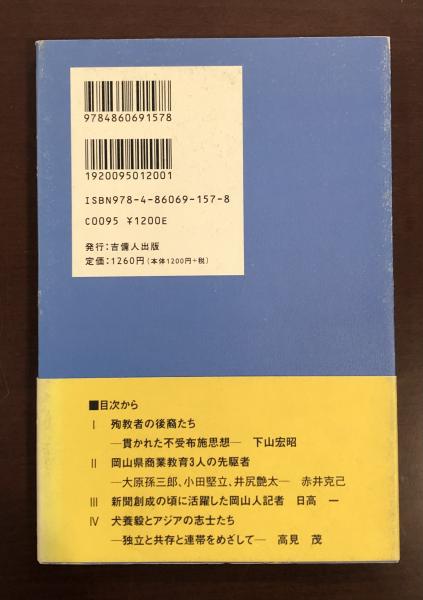 9784860691578
1920095012001
ISBN978-4-86069-157-8
C0095 ¥1200E
発行:吉備人出版
定価:1260円(本体1200円+税)
■目次から
Ⅰ 殉教者の後裔たち
―貫かれた不受布施思想― 下山宏昭
Ⅱ 岡山県商業教育3人の先駆者
―大原孫三郎、小田堅立、井尻艶太― 赤井克己
Ⅲ 新聞創成の頃に活躍した岡山人記者 日高 一
Ⅳ 犬養毅とアジアの志士たち
―独立と共存と連帯をめざして― 高見 茂